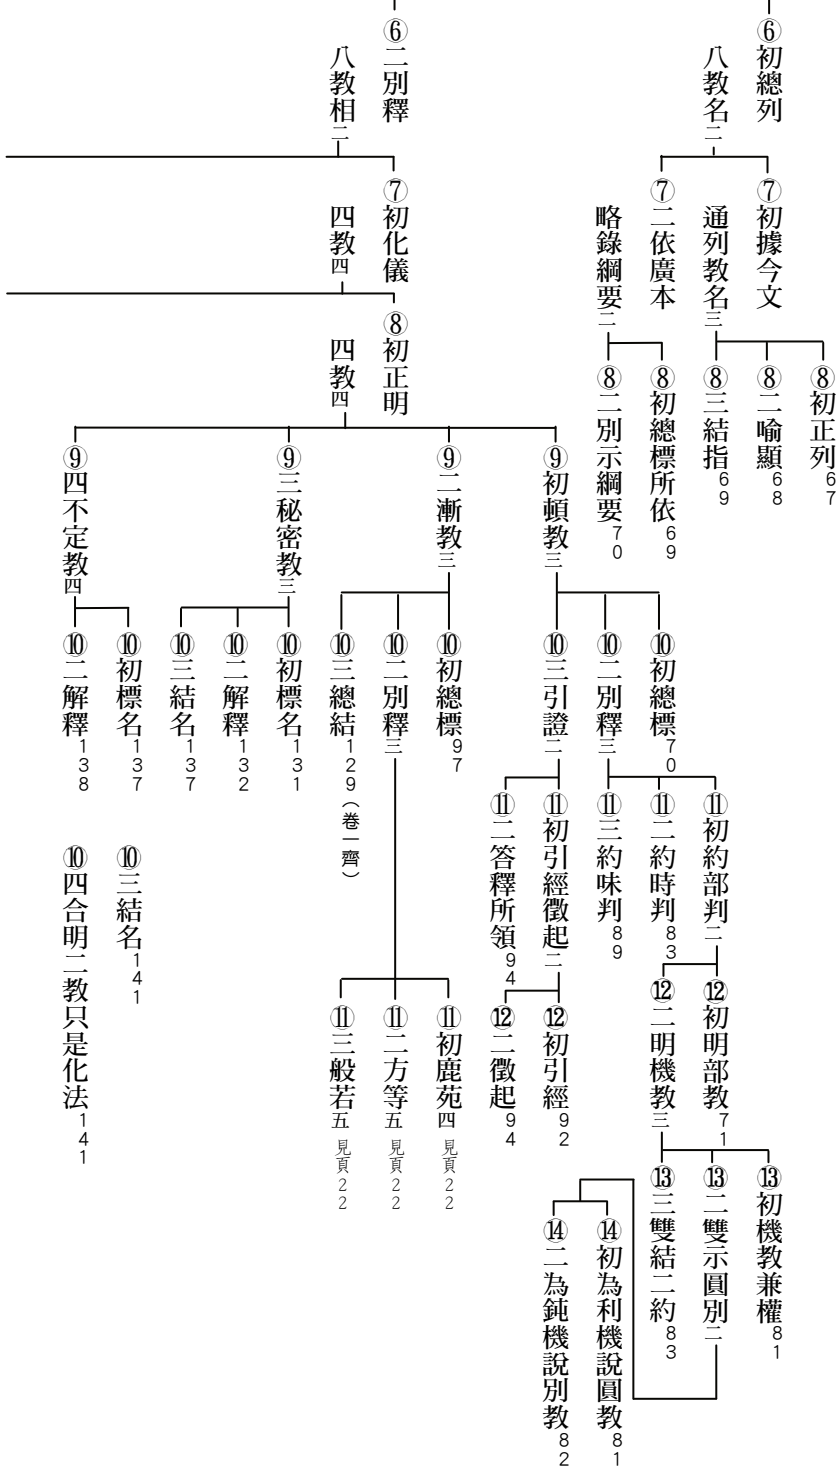 ⑥初總列
八教名二
⑦初據今文
通列教名三
⑧初正列67
⑧二喻顯68
⑧三結指69
⑦二依廣本
略錄綱要二
⑧初總標所依69
⑧二別示綱要70
⑥二別釋
八教相二
⑦初化儀
四教四
⑧初正明
四教四
⑨初頓教三
⑩初總標70
⑩二別釋三
⑪初約部判二
⑫初明部教71
⑫二明機教三
⑬初機教兼權81
⑬二雙示圓別二
⑭初為利機說圓教81
⑭二為鈍機說別教82
⑬三雙結二約83
⑪二約時判83
⑪三約味判89
⑩三引證二
⑪初引經徵起二
⑫初引經92
⑫二徵起94
⑪二答釋所領94
⑨二漸教三
⑩初總標97
⑩二別釋三
⑪初鹿苑四 見頁22
⑪二方等五 見頁22
⑪三般若五 見頁22
⑩三總結129(卷一齊)
⑨三秘密教三
⑩初標名131
⑩二解釋132
⑩三結名137
⑨四不定教四
⑩初標名137
⑩二解釋138
⑩三結名141
⑩四合明二教只是化法141